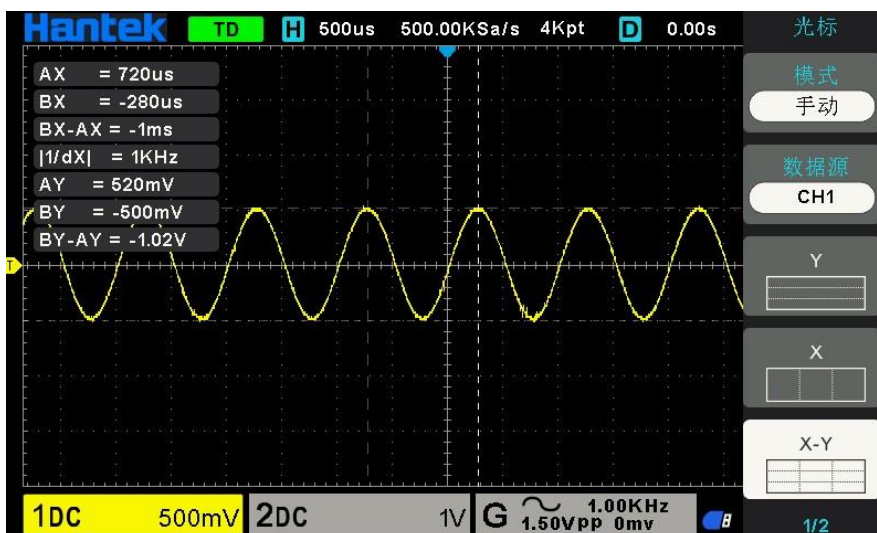 Hantek TD H 500us 500.00KSa/s 4Kpt D 0.00s 光标
AX = 720us
BX = -280us
BX-AX = -1ms
|1/dX| = 1KHz
AY = 520mV
BY = -500mV
BY-AY = -1.02V
T
模式
手动
数据源
CH1
Y
X
X-Y
1DC 500mV 2DC 1V G 1.00KHz
1.50Vpp 0mv
1/2